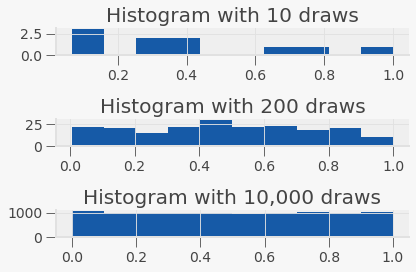 Histogram with 10 draws
2.5
0.0
0.2 0.4 0.6 0.8 1.0
Histogram with 200 draws
25
0
0.0 0.2 0.4 0.6 0.8 1.0
Histogram with 10,000 draws
1000
0
0.0 0.2 0.4 0.6 0.8 1.0